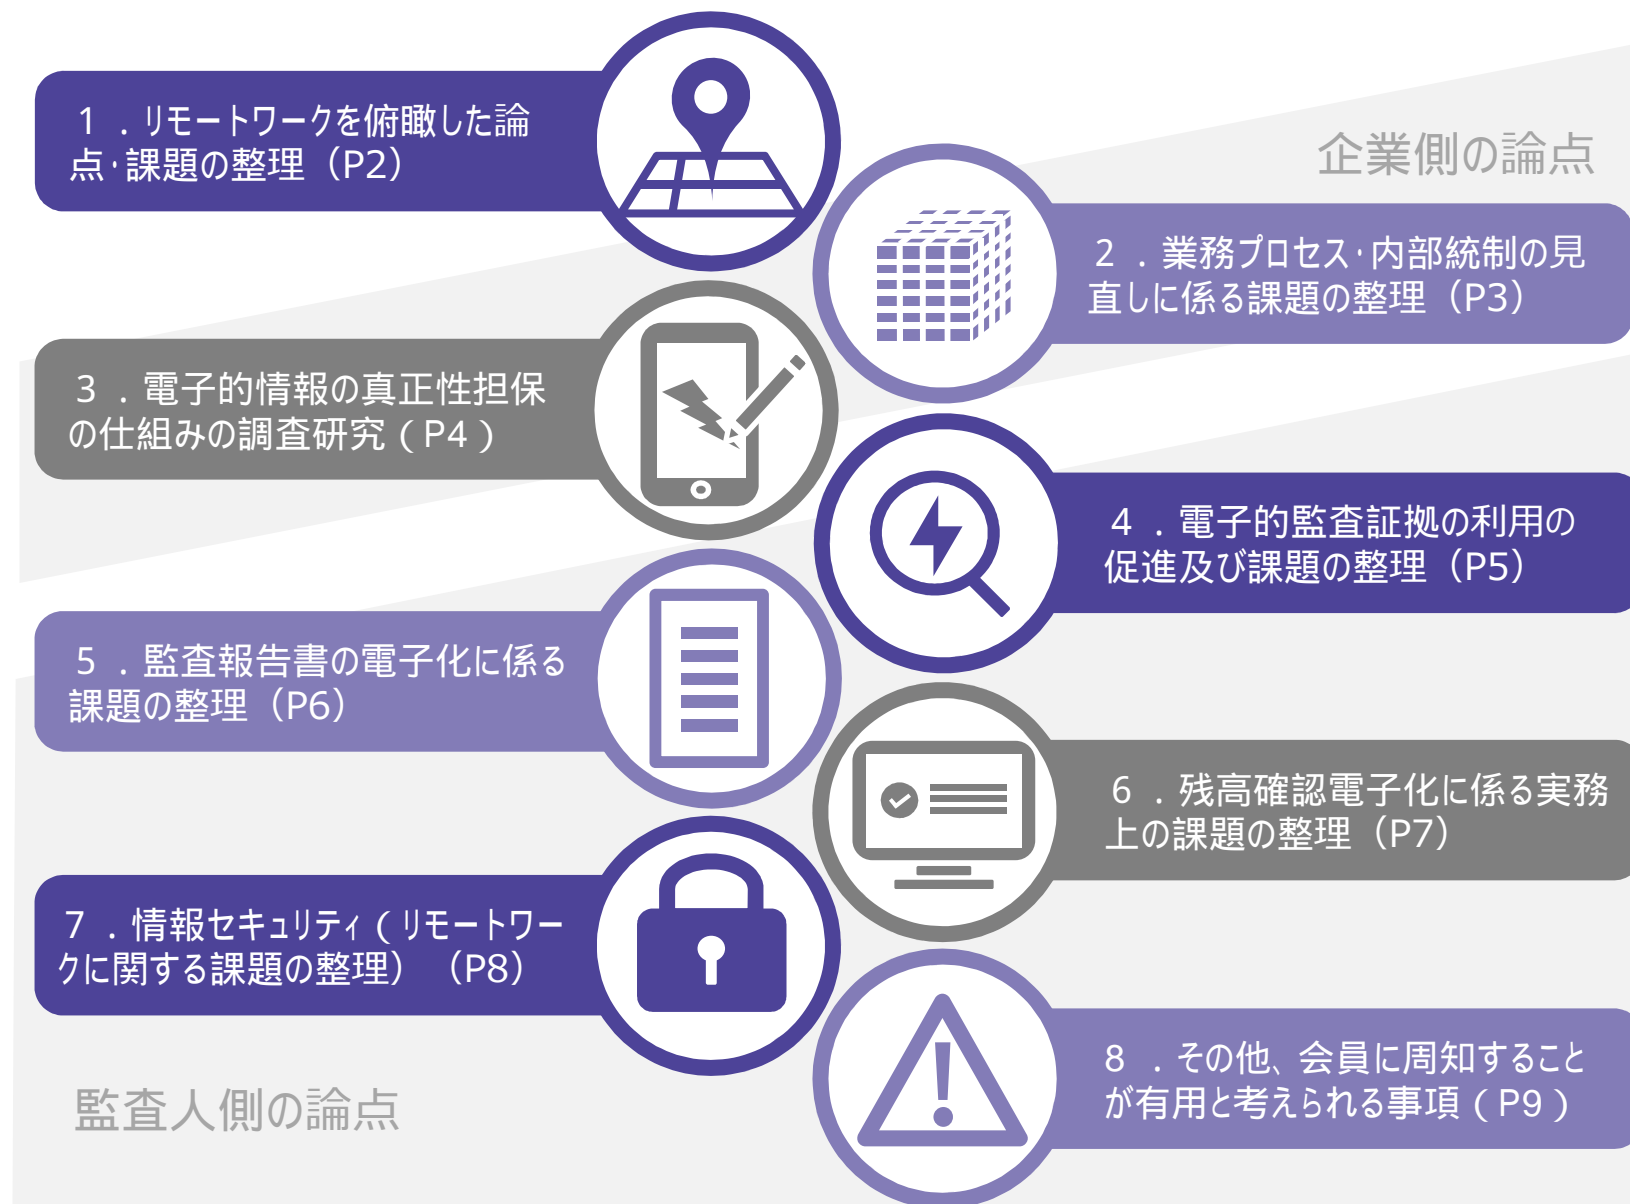 １．リモートワークを俯瞰した論
点・課題の整理（P2）
企業側の論点
２．業務プロセス・内部統制の見
直しに係る課題の整理（P3）
３．電子的情報の真正性担保
の仕組みの調査研究（P4）
４．電子的監査証拠の利用の
促進及び課題の整理（P5）
５．監査報告書の電子化に係る
課題の整理（P6）
６．残高確認電子化に係る実務
上の課題の整理（P7）
７．情報セキュリティ（リモートワー
クに関する課題の整理）（P8）
８．その他、会員に周知すること
が有用と考えられる事項（P9）
監査人側の論点